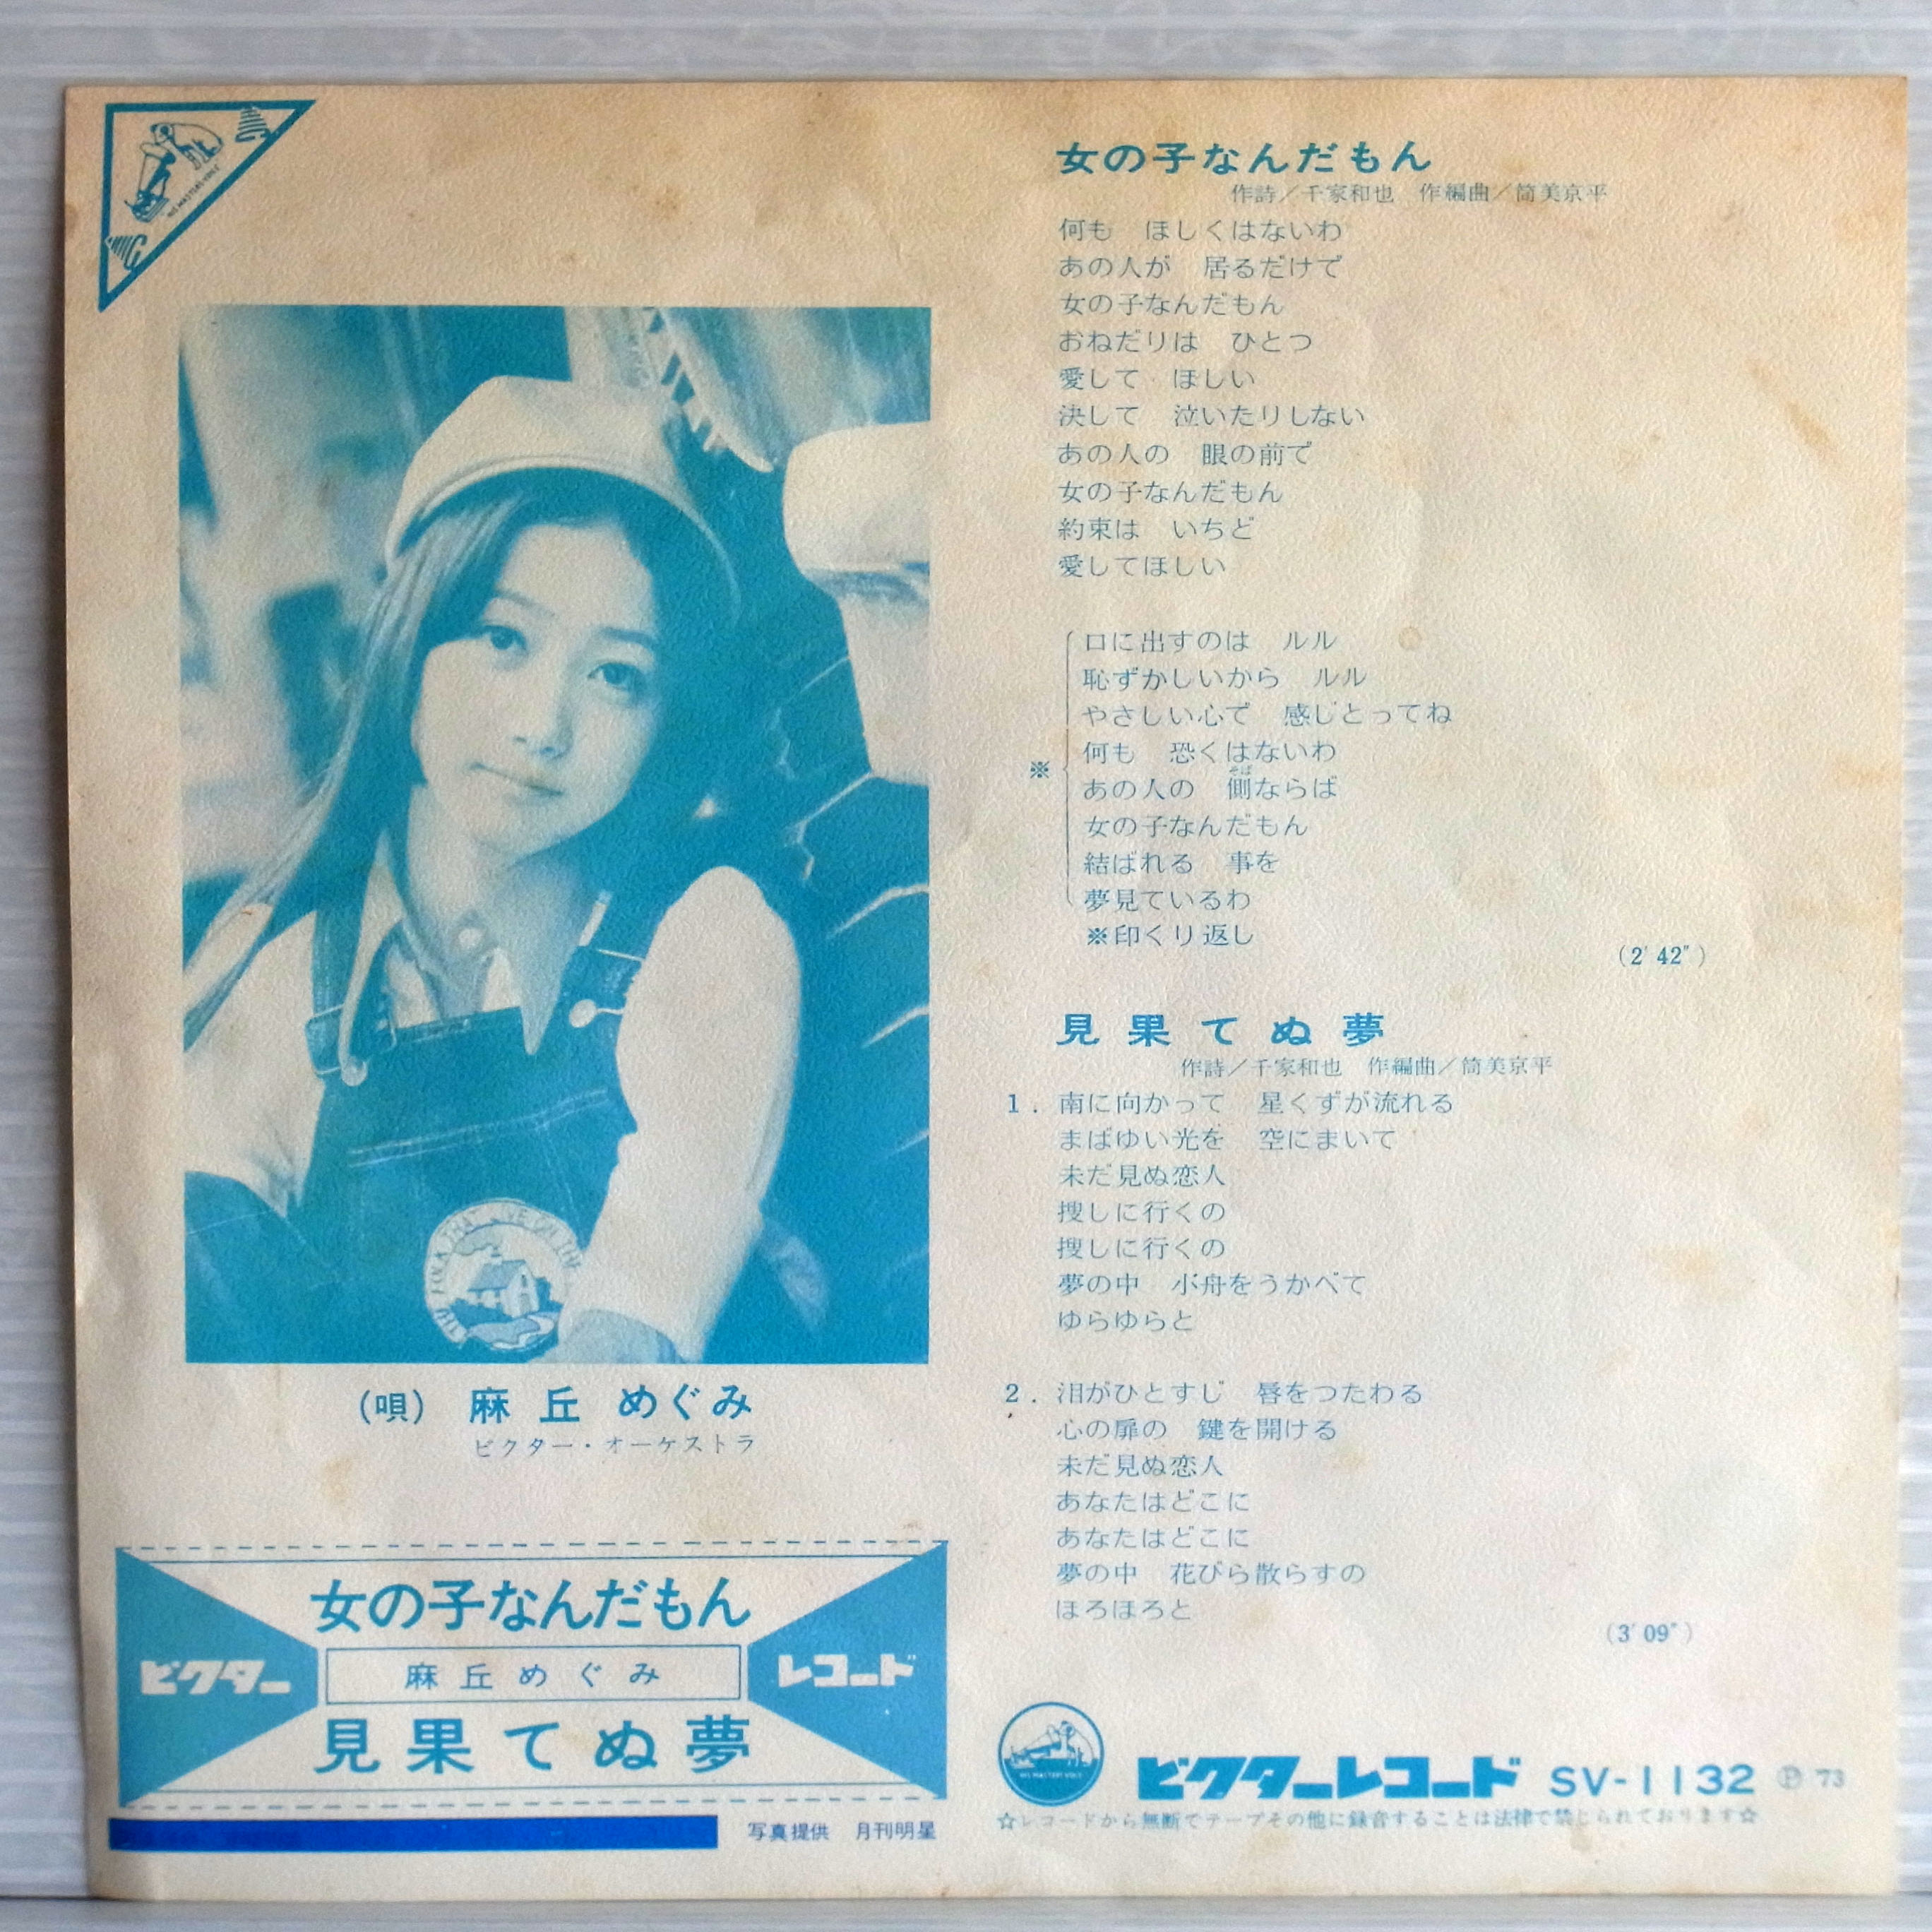 HIS MASTER'S VOICE
女の子なんだもん
作詩／千家和也　作編曲／筒美京平
何も　ほしくはないわ
あの人が　居るだけで
女の子なんだもん
おねだりは　ひとつ
愛して　ほしい
決して　泣いたりしない
あの人の　眼の前で
女の子なんだもん
約束は　いちど
愛してほしい
口に出すのは　ルル
恥ずかしいから　ルル
やさしい心で　感じとってね
何も　恐くはないわ
※
そば
あの人の　側ならば
女の子なんだもん
結ばれる　事を
夢見ているわ
※印くり返し
(2′42″)
見果てぬ夢
作詩／千家和也　作編曲／筒美京平
1．南に向かって　星くずが流れる
まばゆい光を　空にまいて
未だ見ぬ恋人
捜しに行くの
捜しに行くの
夢の中　小舟をうかべて
ゆらゆらと
2．泪がひとすじ　唇をつたわる
心の扉の　鍵を開ける
未だ見ぬ恋人
あなたはどこに
あなたはどこに
夢の中　花びら散らすの
ほろほろと
(3′09″)
THE FOLK THAT LIVE ON THE
(唄) 麻丘 めぐみ
ビクター・オーケストラ
女の子なんだもん
ビクター　麻丘めぐみ　レコード
見果てぬ夢
写真提供　月刊明星
HIS MASTER'S VOICE
ビクターレコード SV-1132 Ⓟ 73
☆レコードから無断でテープその他に録音することは法律で禁じられております☆